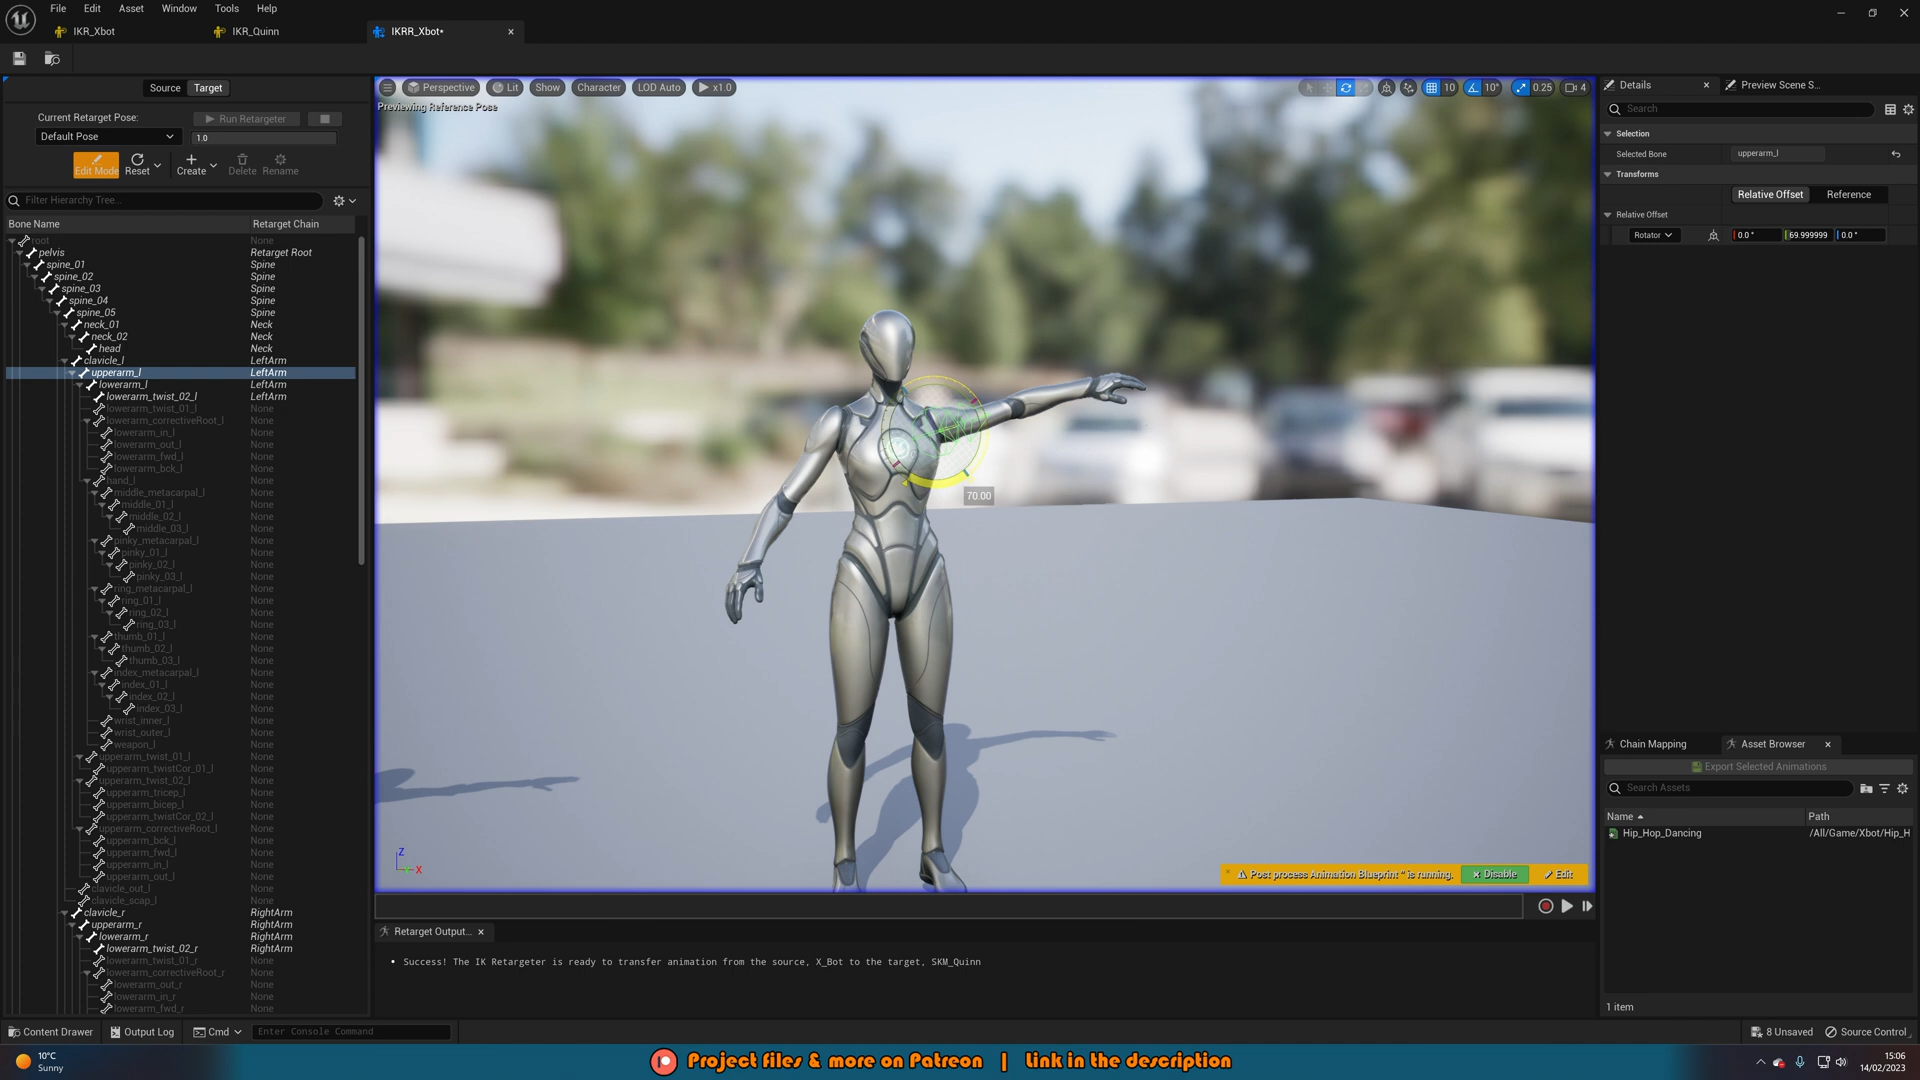 File Edit Asset Window Tools Help
IKR_Xbot IKR_Quinn IKRR_Xbot*
Source Target
Current Retarget Pose: Run Retargeter
Default Pose 1.0
Edit Mode Reset Create Delete Rename
Filter Hierarchy Tree...
Bone Name Retarget Chain
root None
pelvis Retarget Root
spine_01 Spine
spine_02 Spine
spine_03 Spine
spine_04 Spine
spine_05 Spine
neck_01 Neck
neck_02 Neck
head Neck
clavicle_l LeftArm
upperarm_l LeftArm
lowerarm_l LeftArm
lowerarm_twist_02_l LeftArm
lowerarm_twist_01_l None
lowerarm_correctiveRoot_l None
lowerarm_in_l None
lowerarm_out_l None
lowerarm_fwd_l None
lowerarm_bck_l None
hand_l None
middle_metacarpal_l None
middle_01_l None
middle_02_l None
middle_03_l None
pinky_metacarpal_l None
pinky_01_l None
pinky_02_l None
pinky_03_l None
ring_metacarpal_l None
ring_01_l None
ring_02_l None
ring_03_l None
thumb_01_l None
thumb_02_l None
thumb_03_l None
index_metacarpal_l None
index_01_l None
index_02_l None
index_03_l None
wrist_inner_l None
wrist_outer_l None
weapon_l None
upperarm_twist_01_l None
upperarm_twistCor_01_l None
upperarm_twist_02_l None
upperarm_tricep_l None
upperarm_bicep_l None
upperarm_twistCor_02_l None
upperarm_correctiveRoot_l None
upperarm_bck_l None
upperarm_fwd_l None
upperarm_in_l None
upperarm_out_l None
clavicle_out_l None
clavicle_scap_l None
clavicle_r RightArm
upperarm_r RightArm
lowerarm_r RightArm
lowerarm_twist_02_r RightArm
lowerarm_twist_01_r None
lowerarm_correctiveRoot_r None
lowerarm_out_r None
lowerarm_in_r None
lowerarm_fwd_r None
Perspective Lit Show Character LOD Auto x1.0 10 10° 0.25 4
Previewing Reference Pose
70.00
Z
X
Post process Animation Blueprint '' is running. Disable Edit
Retarget Output...
Success! The IK Retargeter is ready to transfer animation from the source, X_Bot to the target, SKM_Quinn
Details Preview Scene S...
Search
Selection
Selected Bone upperarm_l
Transforms
Relative Offset Reference
Relative Offset
Rotator 0.0 ° 69.999999 0.0 °
Chain Mapping Asset Browser
Export Selected Animations
Search Assets
Name Path
Hip_Hop_Dancing /All/Game/Xbot/Hip_H
1 item
Content Drawer Output Log Cmd Enter Console Command 8 Unsaved Source Control
10°C
Sunny
Project files & more on Patreon | Link in the description
15:06
14/02/2023